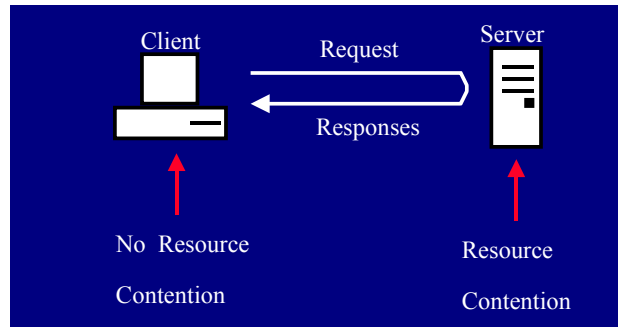 Client
Server
Request
Responses
No Resource
Contention
Resource
Contention